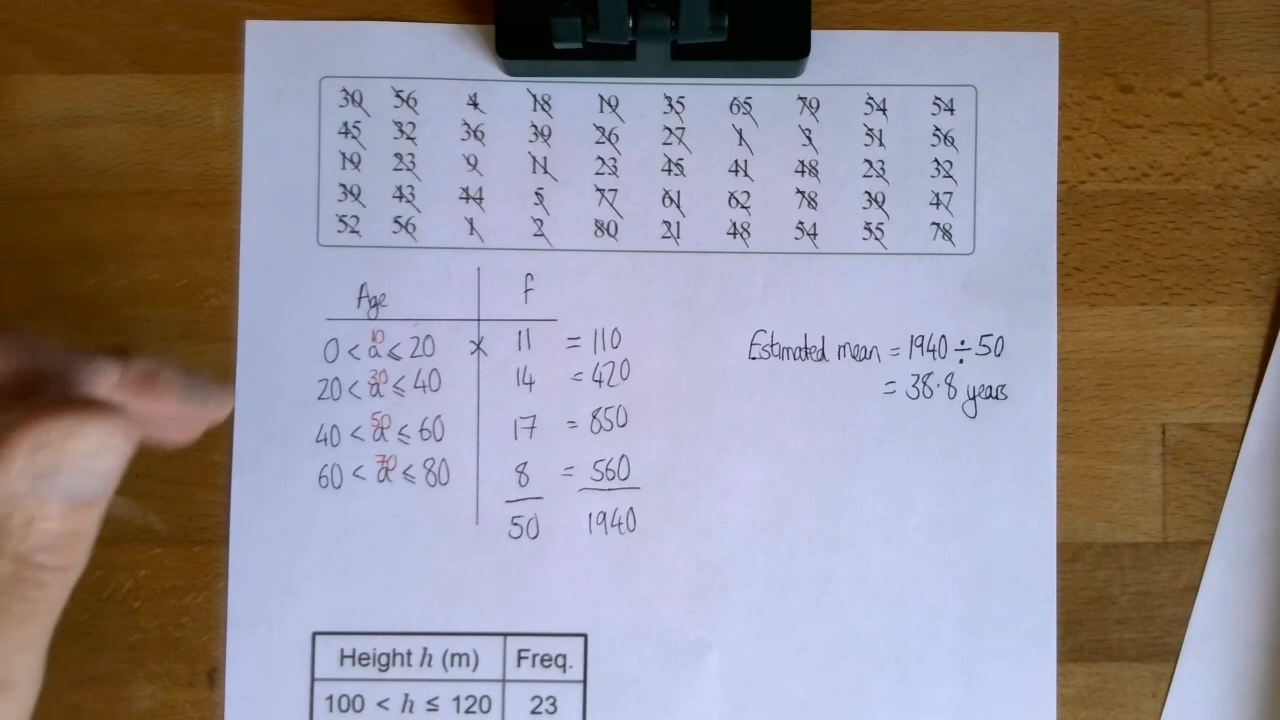 30 56 4 18 19 35 65 79 54 54
45 32 36 39 26 27 1 3 51 56
19 23 9 11 23 45 41 48 23 32
39 43 44 5 77 61 62 78 39 47
52 56 1 2 80 21 48 54 55 78
Age f
0 < a ≤ 20 × 11 = 110
10
20 < a ≤ 40 14 = 420
30
40 < a ≤ 60 17 = 850
50
60 < a ≤ 80 8 = 560
70
50 1940
Estimated mean = 1940 ÷ 50
= 38.8 years
Height h (m) Freq.
100 < h ≤ 120 23